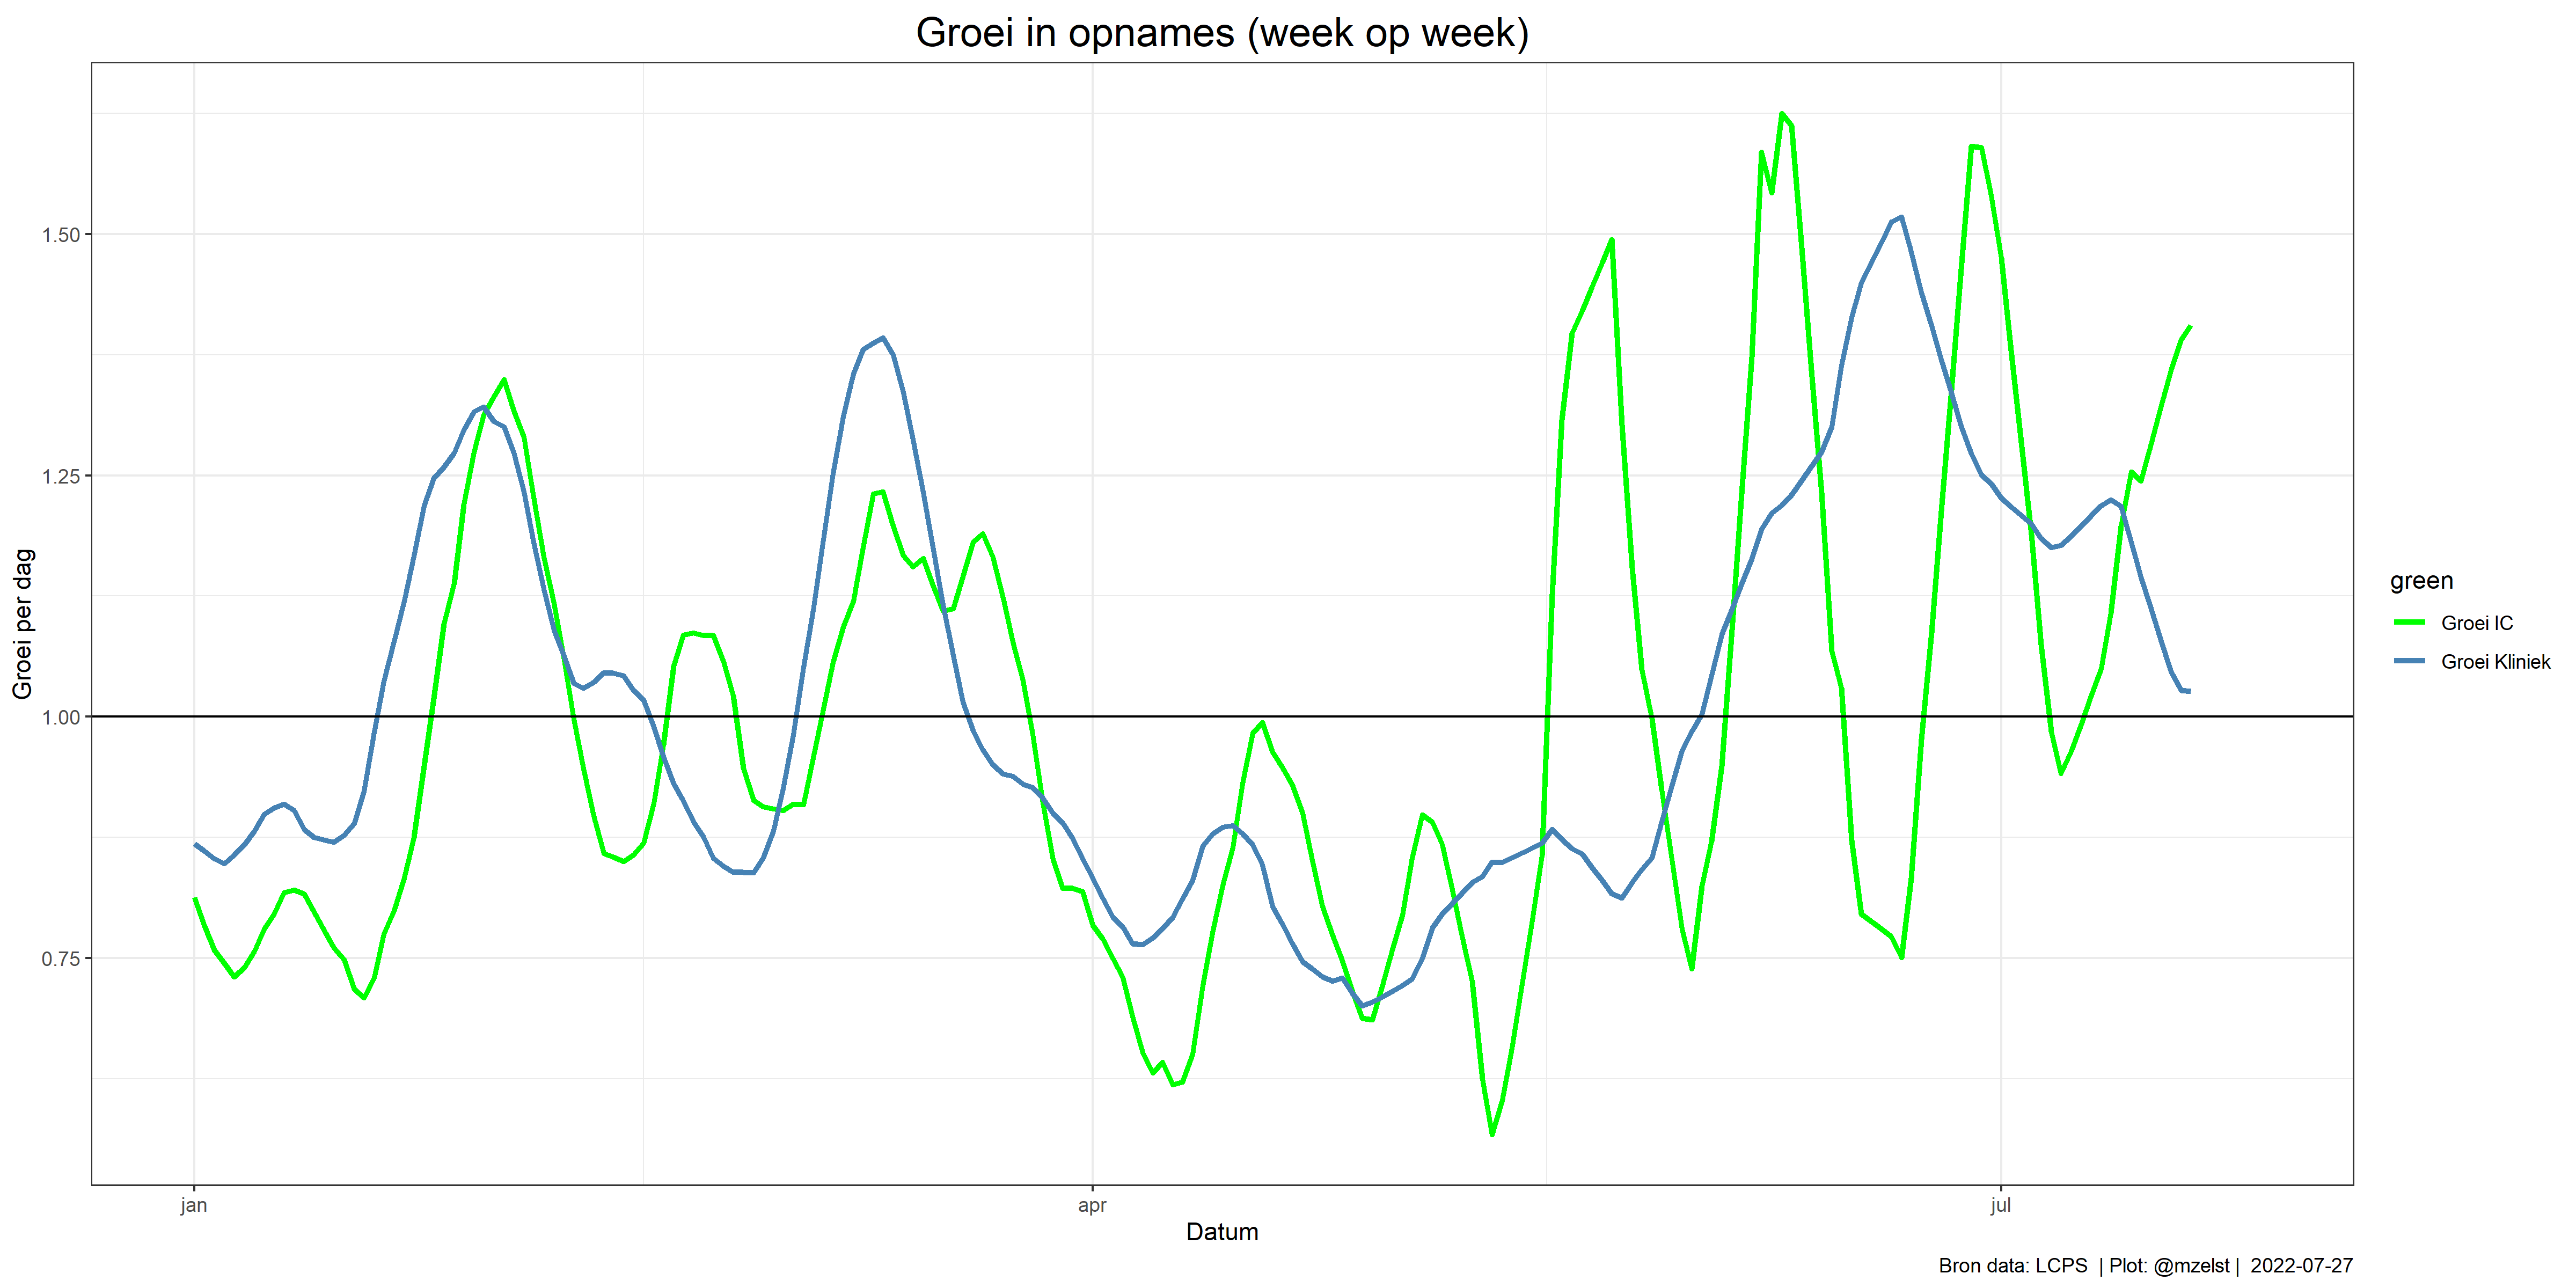 Groei in opnames (week op week)
Groei per dag
1.50
1.25
1.00
0.75
jan
apr
jul
Datum
green
Groei IC
Groei Kliniek
Bron data: LCPS | Plot: @mzelst | 2022-07-27